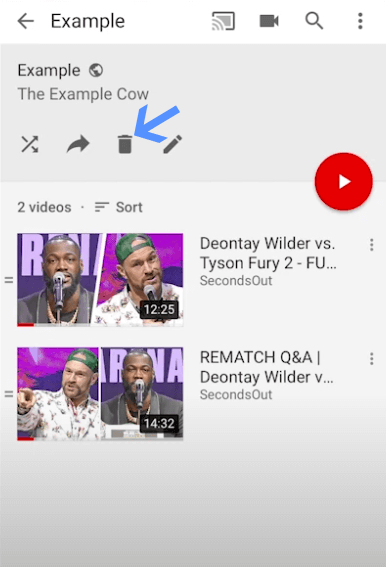 Example
Example
The Example Cow
2 videos · Sort
Deontay Wilder vs.
Tyson Fury 2 - FU...
SecondsOut
12:25
REMATCH Q&A |
Deontay Wilder v...
SecondsOut
14:32